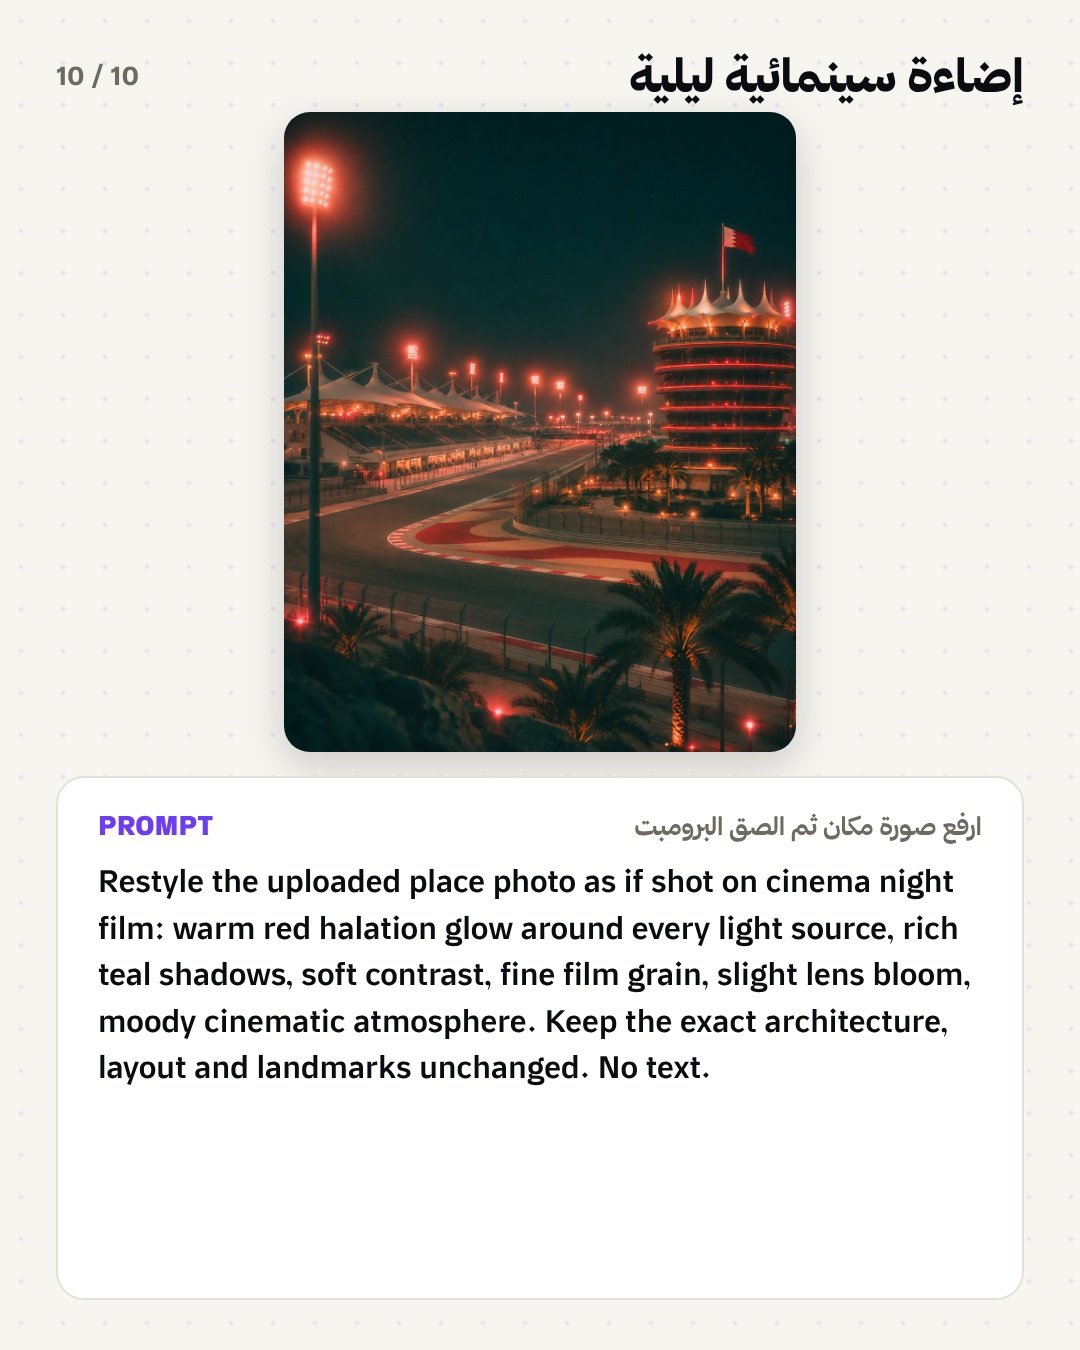 إضاءة سينمائية ليلية
10 / 10
PROMPT
ارفع صورة مكان ثم الصق البرومبت
Restyle the uploaded place photo as if shot on cinema night
film: warm red halation glow around every light source, rich
teal shadows, soft contrast, fine film grain, slight lens bloom,
moody cinematic atmosphere. Keep the exact architecture,
layout and landmarks unchanged. No text.